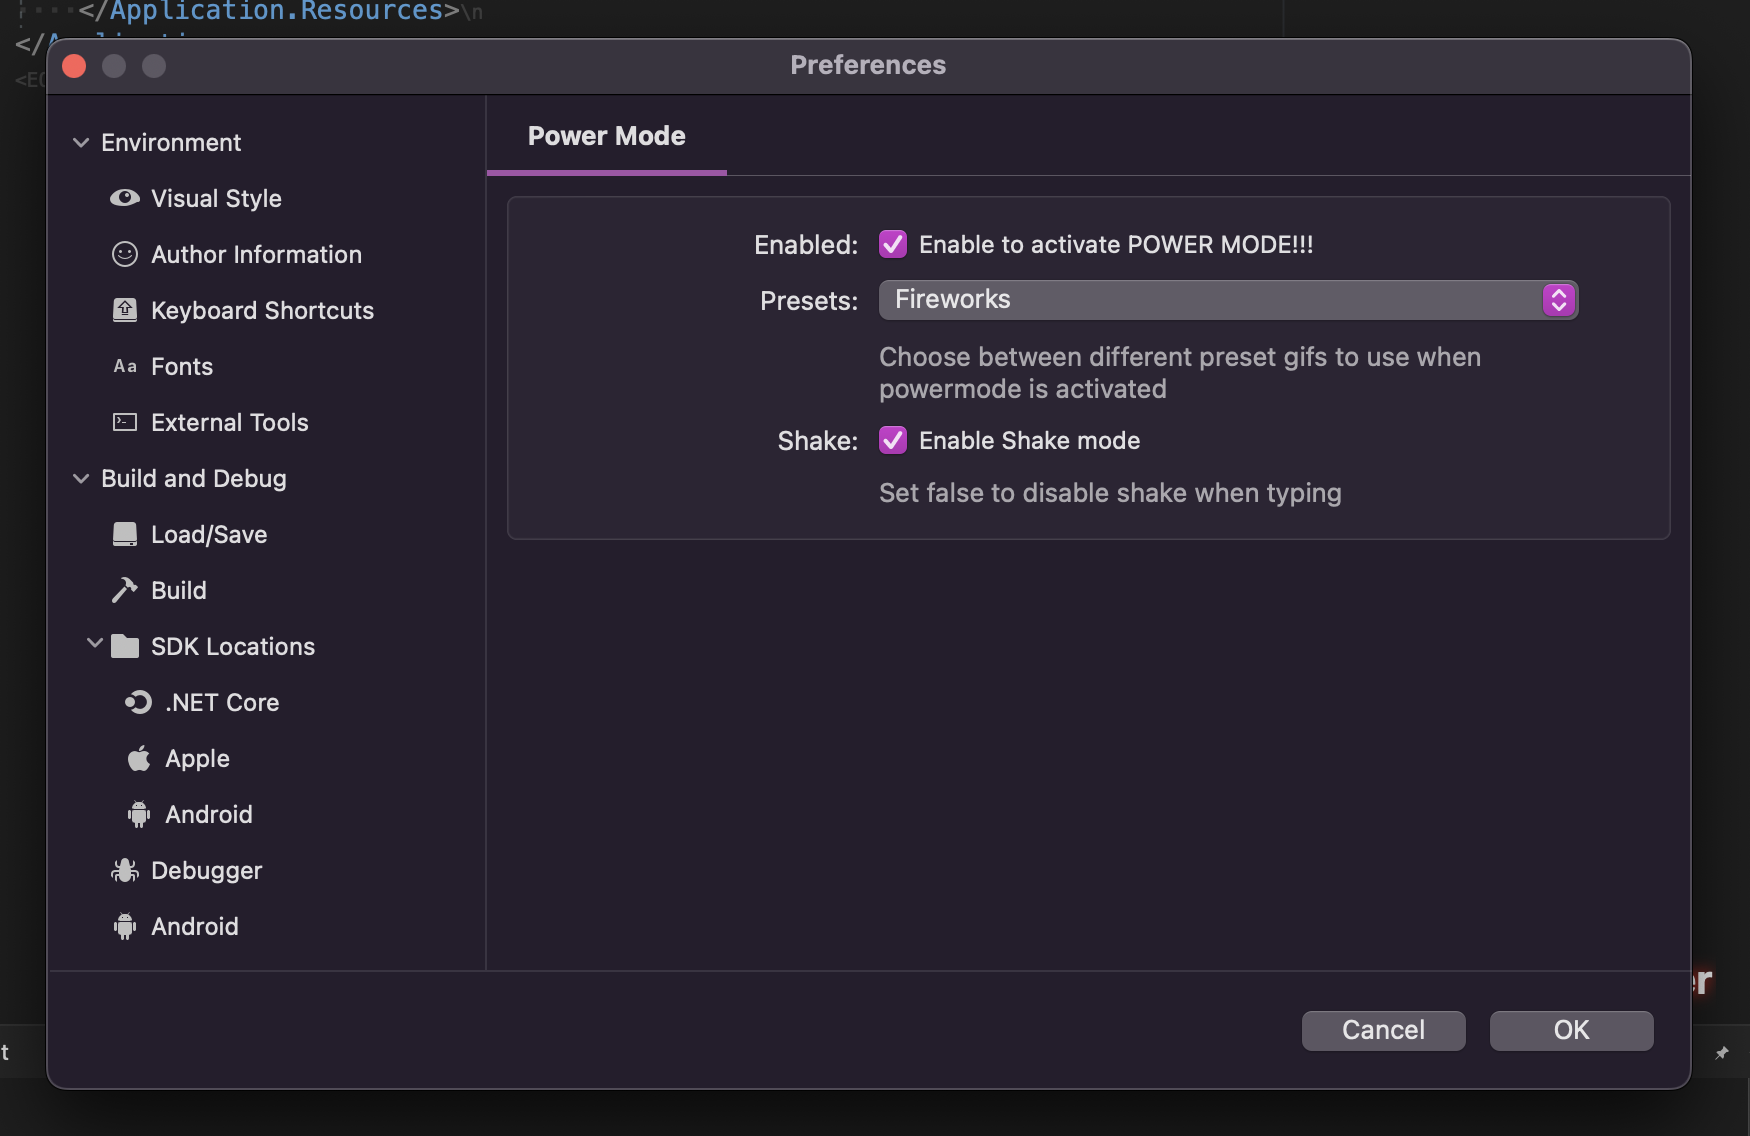 </Application.Resources>\n
Preferences
Environment
Visual Style
Author Information
Keyboard Shortcuts
Aa Fonts
External Tools
Build and Debug
Load/Save
Build
SDK Locations
.NET Core
Apple
Android
Debugger
Android
Power Mode
Enabled: Enable to activate POWER MODE!!!
Presets: Fireworks
Choose between different preset gifs to use when
powermode is activated
Shake: Enable Shake mode
Set false to disable shake when typing
Cancel
OK